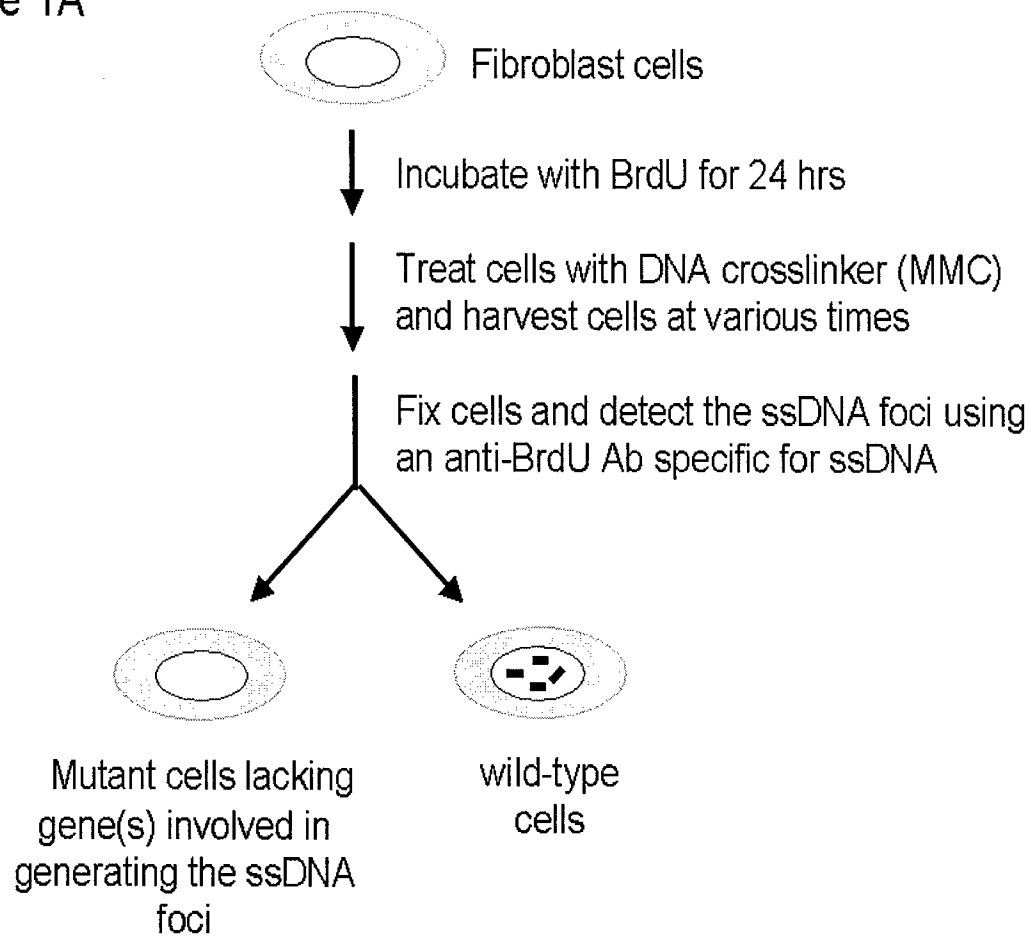 e 1A
Fibroblast cells
Incubate with BrdU for 24 hrs
Treat cells with DNA crosslinker (MMC)
and harvest cells at various times
Fix cells and detect the ssDNA foci using
an anti-BrdU Ab specific for ssDNA
Mutant cells lacking
gene(s) involved in
generating the ssDNA
foci
wild-type
cells